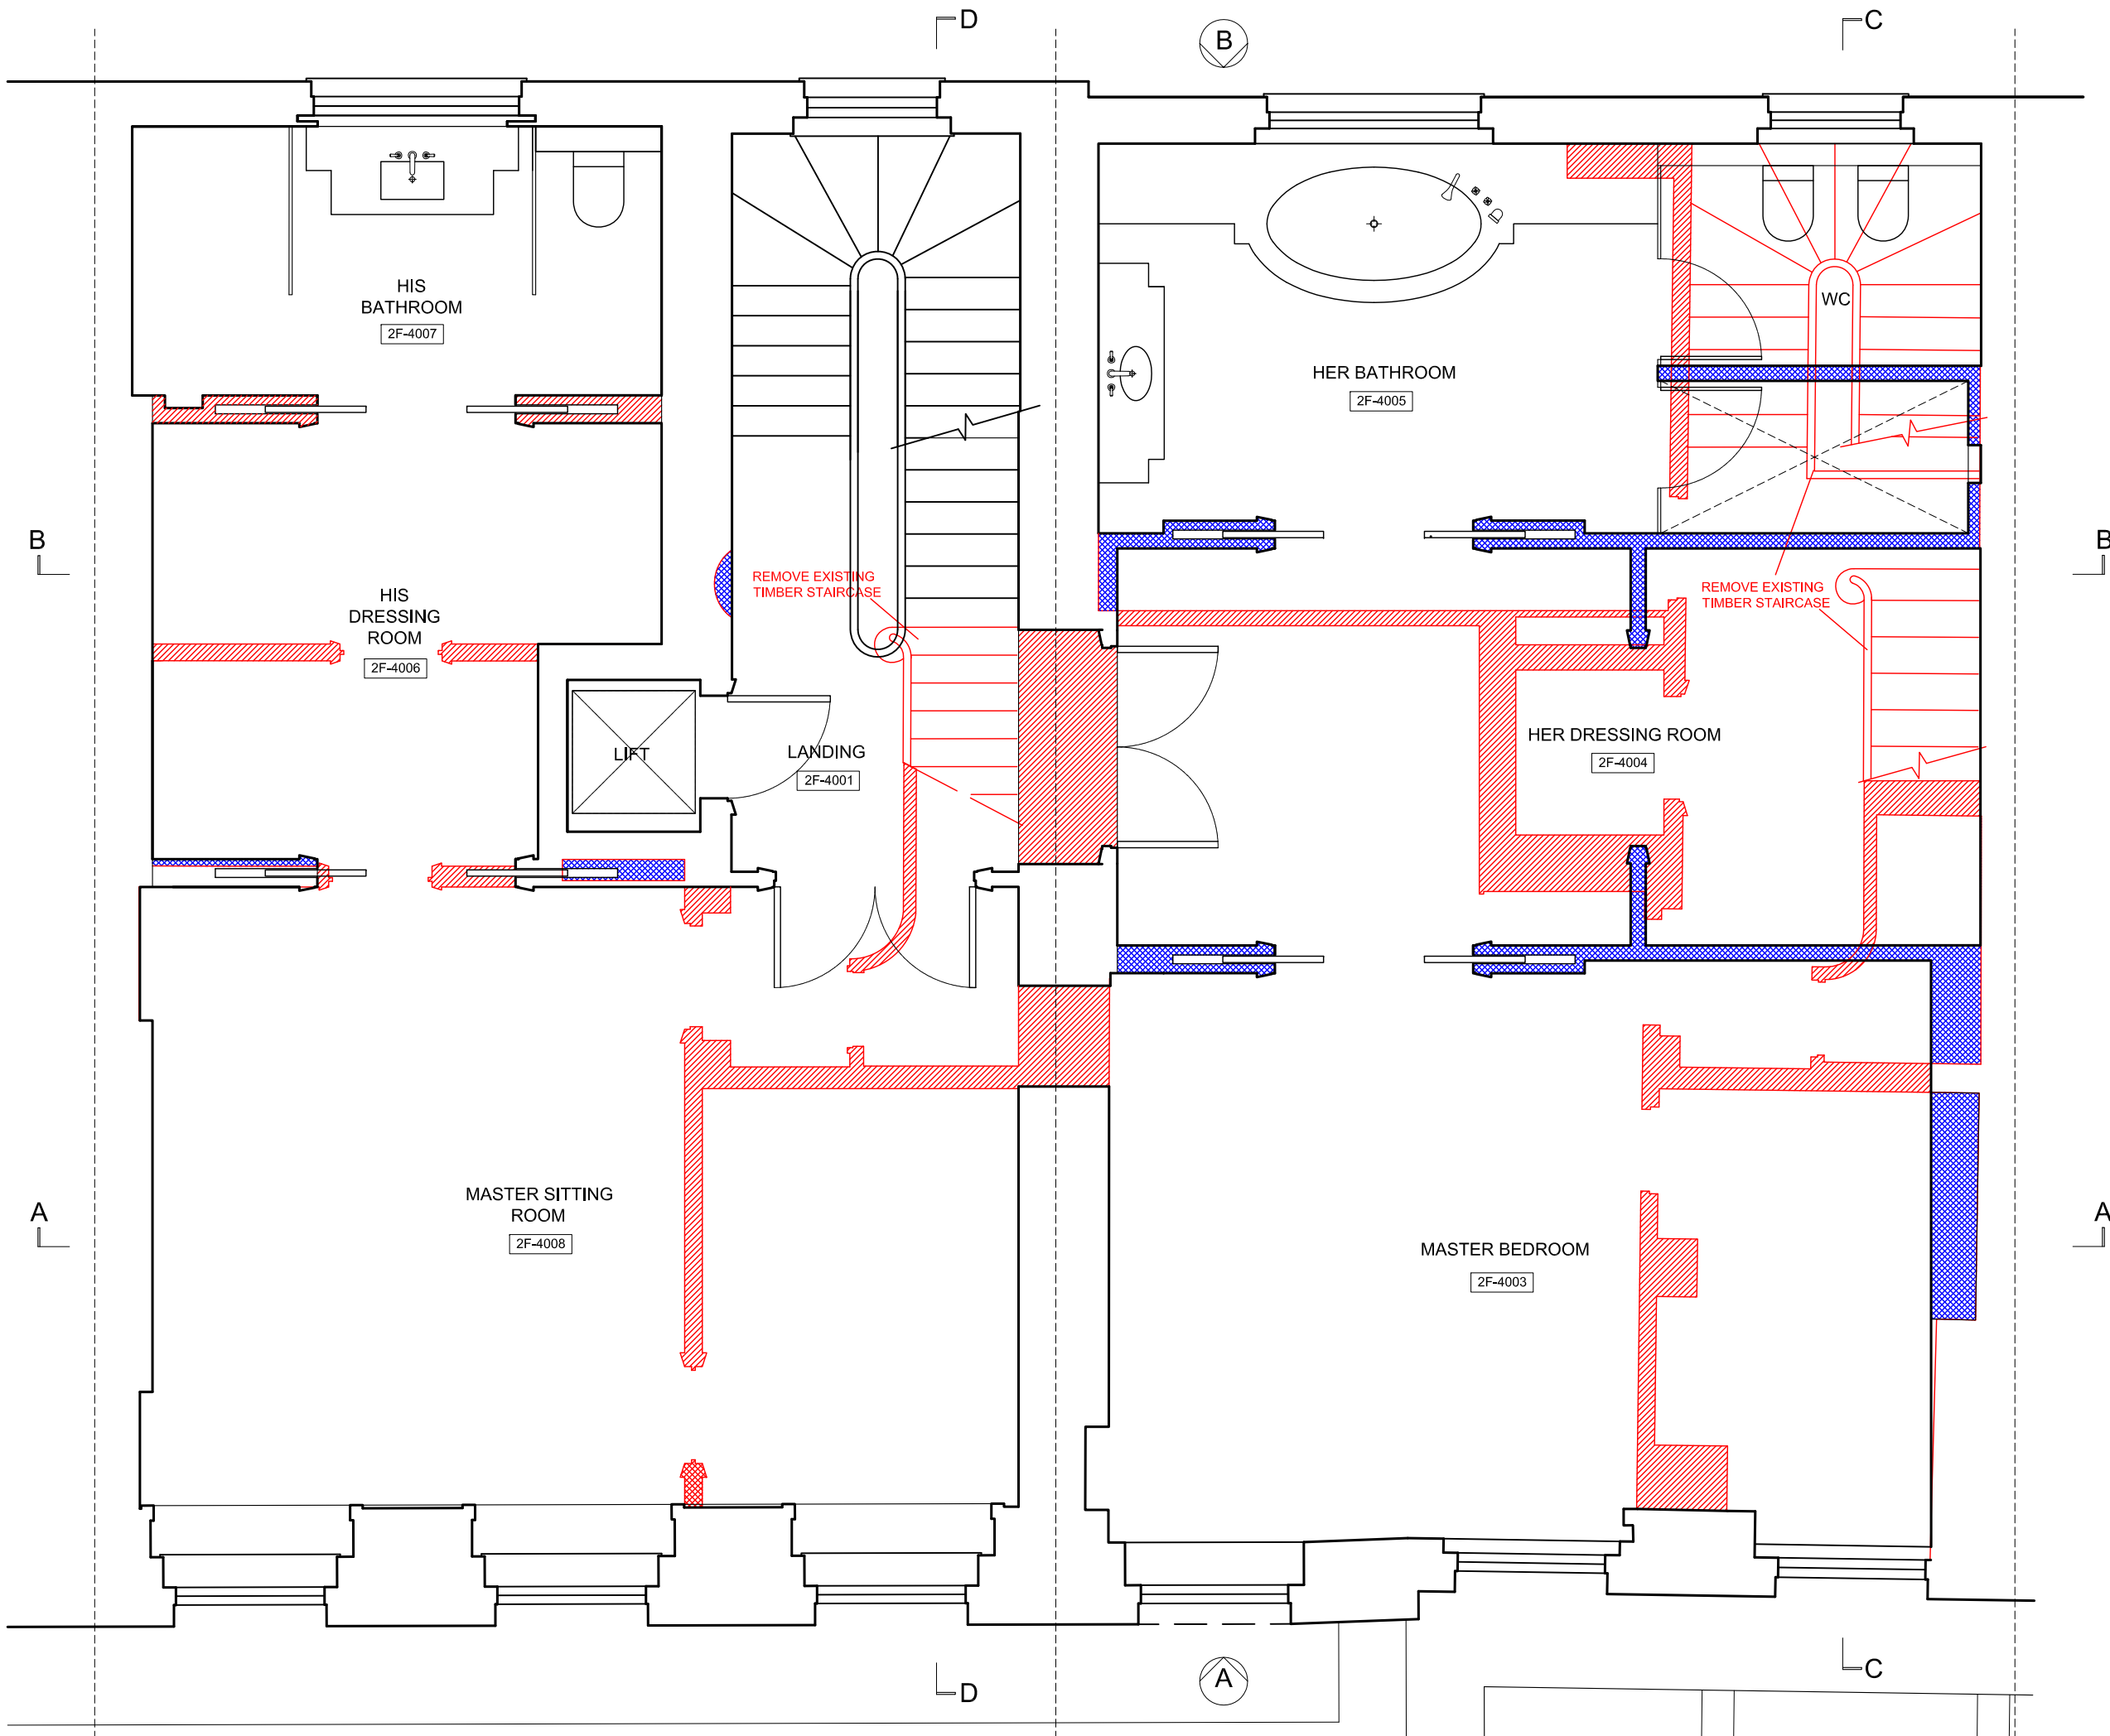 D
B
C
HIS
BATHROOM
2F-4007
WC
HER BATHROOM
2F-4005
B
B
REMOVE EXISTING
TIMBER STAIRCASE
REMOVE EXISTING
TIMBER STAIRCASE
HIS
DRESSING
ROOM
2F-4006
LIFT
LANDING
2F-4001
HER DRESSING ROOM
2F-4004
A
A
MASTER SITTING
ROOM
2F-4008
MASTER BEDROOM
2F-4003
D
A
C